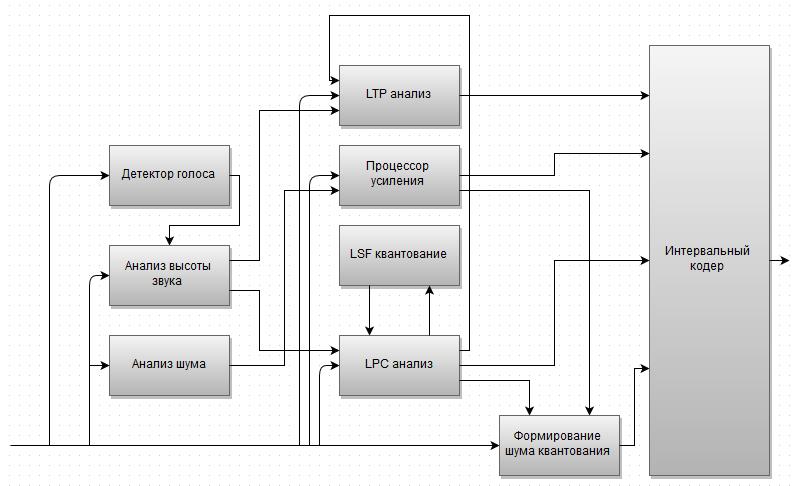 LTP анализ
Детектор голоса
Процессор
усиления
Анализ высоты
звука
LSF квантование
Интервальный
кодер
Анализ шума
LPC анализ
Формирование
шума квантования